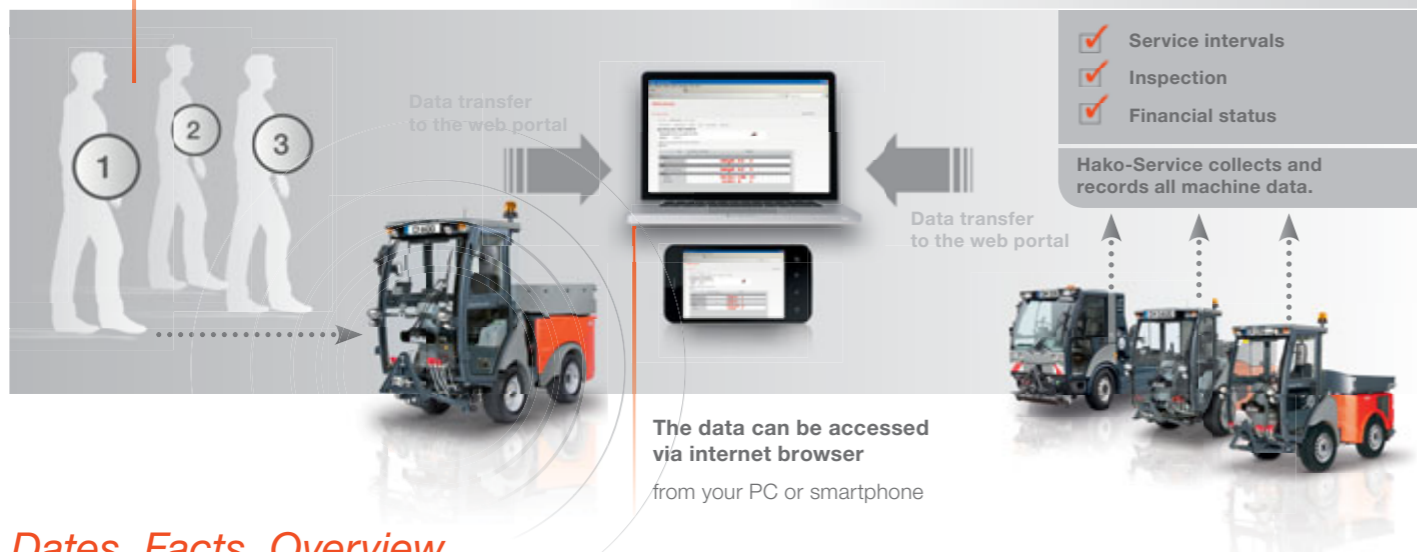 1
2
3
Data transfer
to the web portal
Service intervals
Inspection
Financial status
Hako-Service collects and
records all machine data.
Data transfer
to the web portal
The data can be accessed
via internet browser
from your PC or smartphone
Dates. Facts. Overview